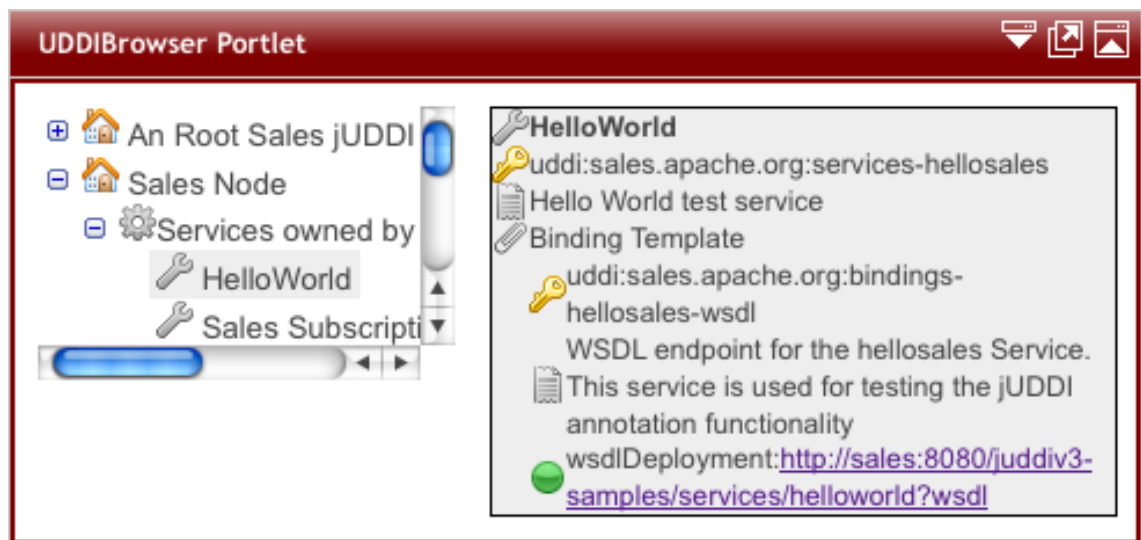 UDDIBrowser Portlet
An Root Sales jUDDI
Sales Node
Services owned by
HelloWorld
Sales Subscripti
HelloWorld
uddi:sales.apache.org:services-hellosales
Hello World test service
Binding Template
uddi:sales.apache.org:bindings-
hellosales-wsdl
WSDL endpoint for the hellosales Service.
This service is used for testing the jUDDI
annotation functionality
wsdlDeployment:http://sales:8080/juddiv3-
samples/services/helloworld?wsdl